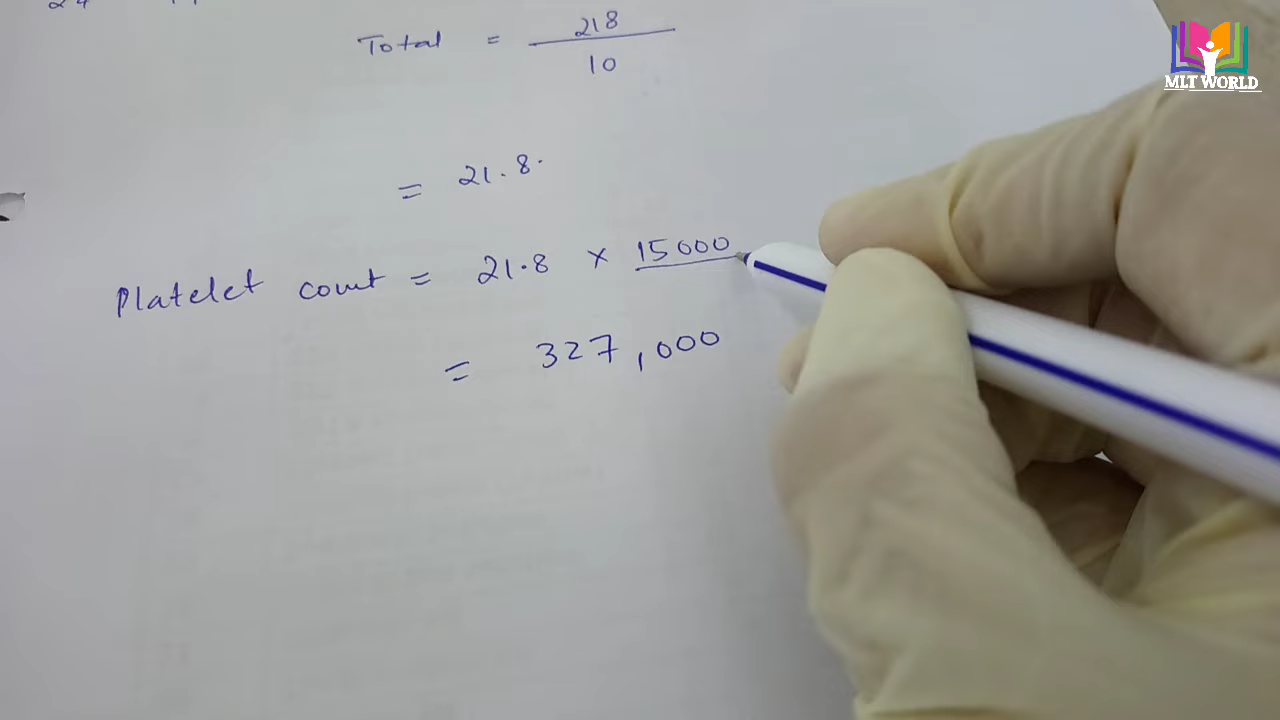 Total = 218
10
= 21.8.
Platelet count = 21.8 × 15000
= 327,000
MLT WORLD